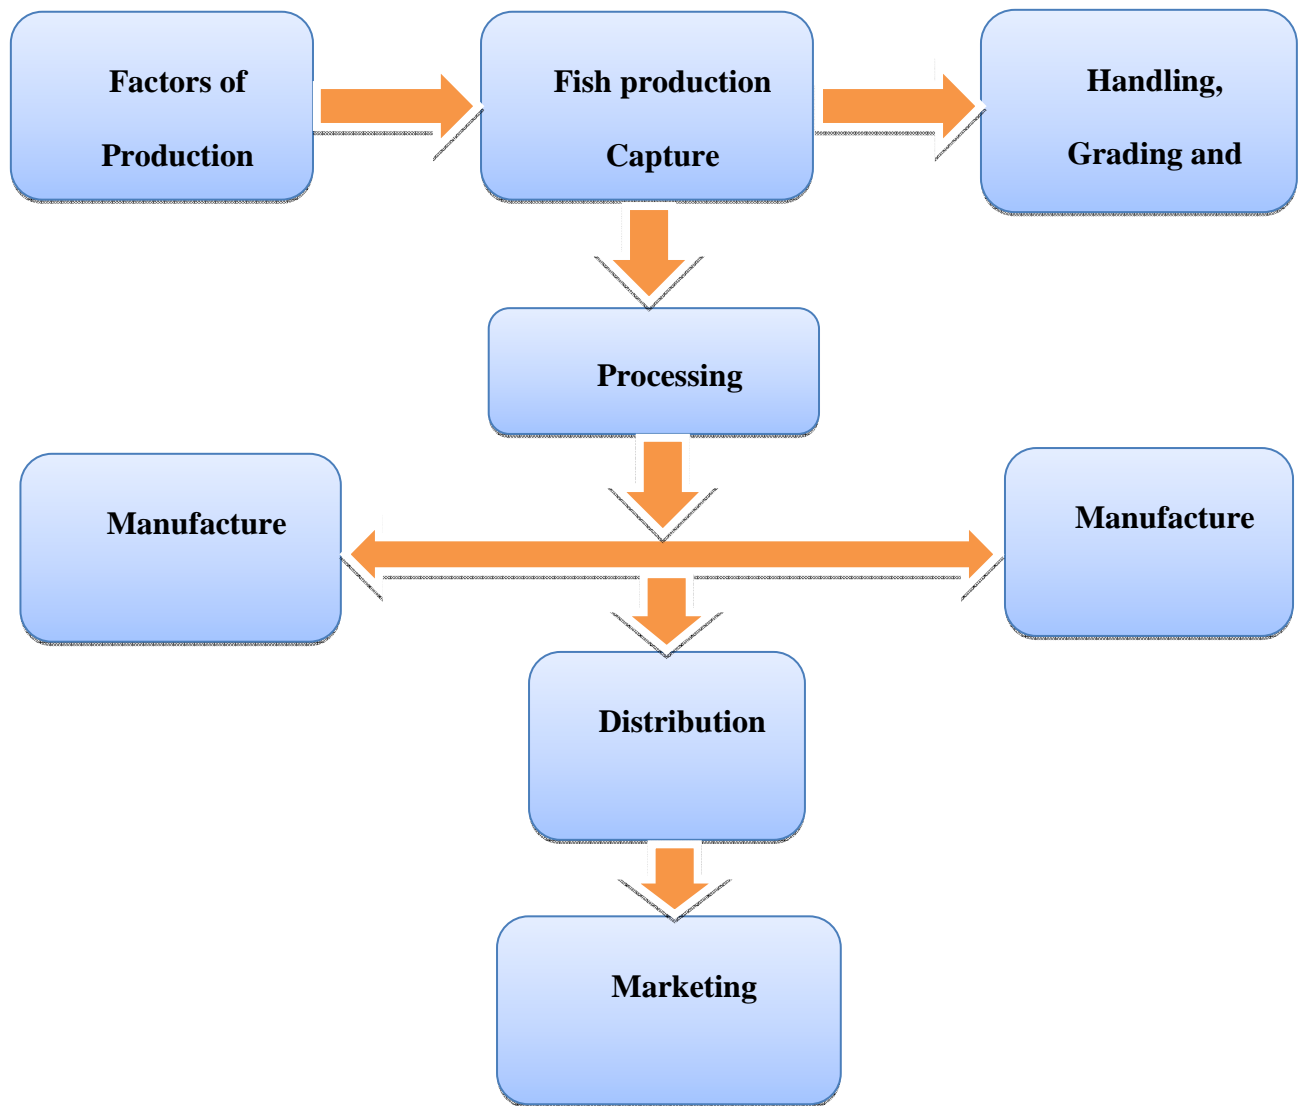 Factors of
Production
Fish production
Capture
Handling,
Grading and
Processing
Manufacture
Manufacture
Distribution
Marketing